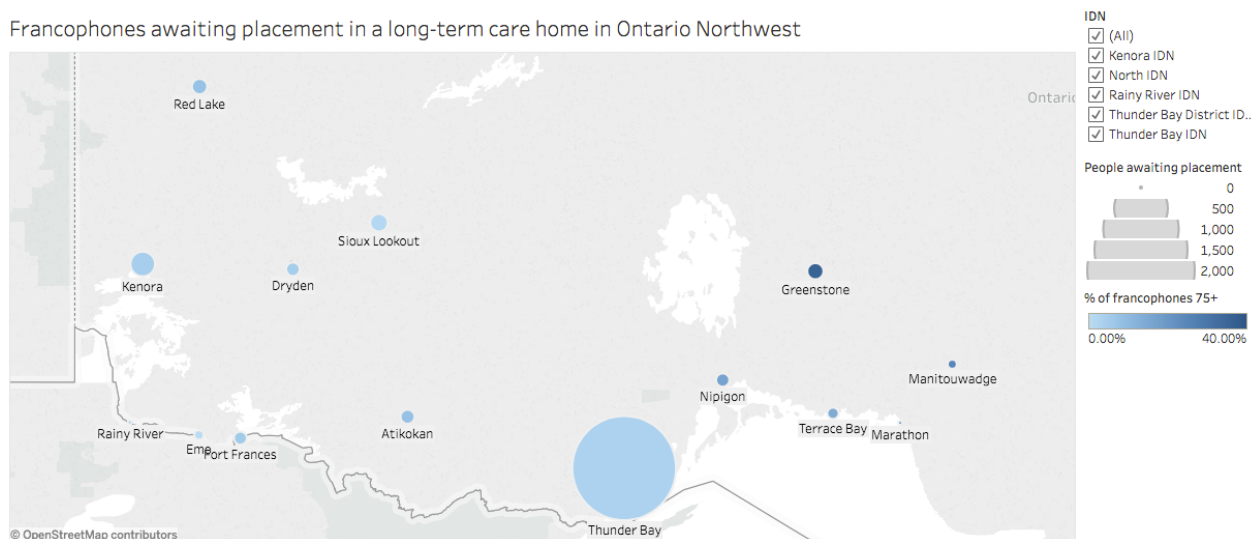 Francophones awaiting placement in a long-term care home in Ontario Northwest
Red Lake
Ontaric
Sioux Lookout
Kenora
Dryden
Greenstone
Manitouwadge
Nipigon
Rainy River
Atikokan
Terrace Bay
Marathon
Emo
Fort Frances
Thunder Bay
© OpenStreetMap contributors
IDN
(All)
Kenora IDN
North IDN
Rainy River IDN
Thunder Bay District ID..
Thunder Bay IDN
People awaiting placement
0
500
1,000
1,500
2,000
% of francophones 75+
0.00% 40.00%